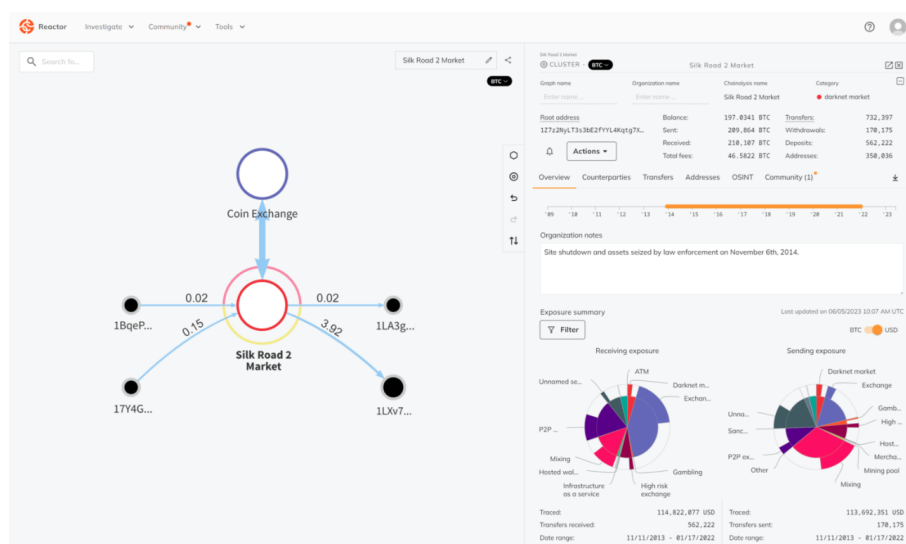 Reactor Investigate Community Tools
Search fo...
Silk Road 2 Market
BTC
Coin Exchange
0.02 0.02
1BqeP... 1LA3g...
0.15 3.92
Silk Road 2
Market
17Y4G... 1LXv7...
Silk Road 2 Market
CLUSTER - BTC Silk Road 2 Market
Graph name Organization name Chainalysis name Category
Enter name... Enter name... Silk Road 2 Market darknet market
Root address Balance: 197.0341 BTC Transfers: 732,397
1Z7z2NyLT3s3bE2fYYL4Kqtg7X… Sent: 209,864 BTC Withdrawals: 170,175
Received: 210,107 BTC Deposits: 562,222
Actions Total fees: 46.5822 BTC Addresses: 350,036
Overview Counterparties Transfers Addresses OSINT Community (1)
'09 '10 '11 '12 '13 '14 '15 '16 '17 '18 '19 '20 '21 '22 '23
Organization notes
Site shutdown and assets seized by law enforcement on November 6th, 2014.
Exposure summary Last updated on 06/05/2023 10:07 AM UTC
Filter BTC USD
Receiving exposure Sending exposure
ATM
Darknet m...
Exchan...
Unnamed se...
P2P ...
Mixing
Hosted wal...
Infrastructure
as a service
High risk
exchange
Gambling
Darknet market
Exchange
Gamb...
High ...
Host...
Mercha...
Mining pool
Mixing
Other
P2P ex...
Sanc...
Unna...
Traced: 114,822,077 USD Traced: 113,692,351 USD
Transfers received: 562,222 Transfers sent: 170,175
Date range: 11/11/2013 - 01/17/2022 Date range: 11/11/2013 - 01/17/2022